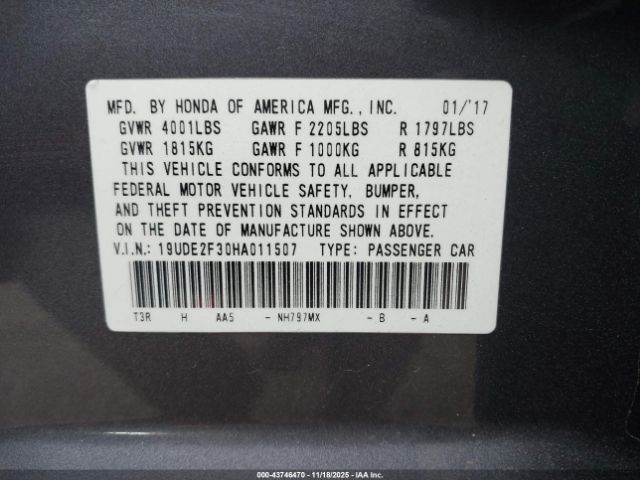 MFD. BY HONDA OF AMERICA MFG., INC. 01/'17
GVWR 4001LBS GAWR F 2205LBS R 1797LBS
GVWR 1815KG GAWR F 1000KG R 815KG
THIS VEHICLE CONFORMS TO ALL APPLICABLE
FEDERAL MOTOR VEHICLE SAFETY, BUMPER,
AND THEFT PREVENTION STANDARDS IN EFFECT
ON THE DATE OF MANUFACTURE SHOWN ABOVE.
V.I.N.: 19UDE2F30HA011507 TYPE: PASSENGER CAR
T3R H AA5 - NH797MX - B - A
000-43746470 - 11/18/2025 - IAA Inc.